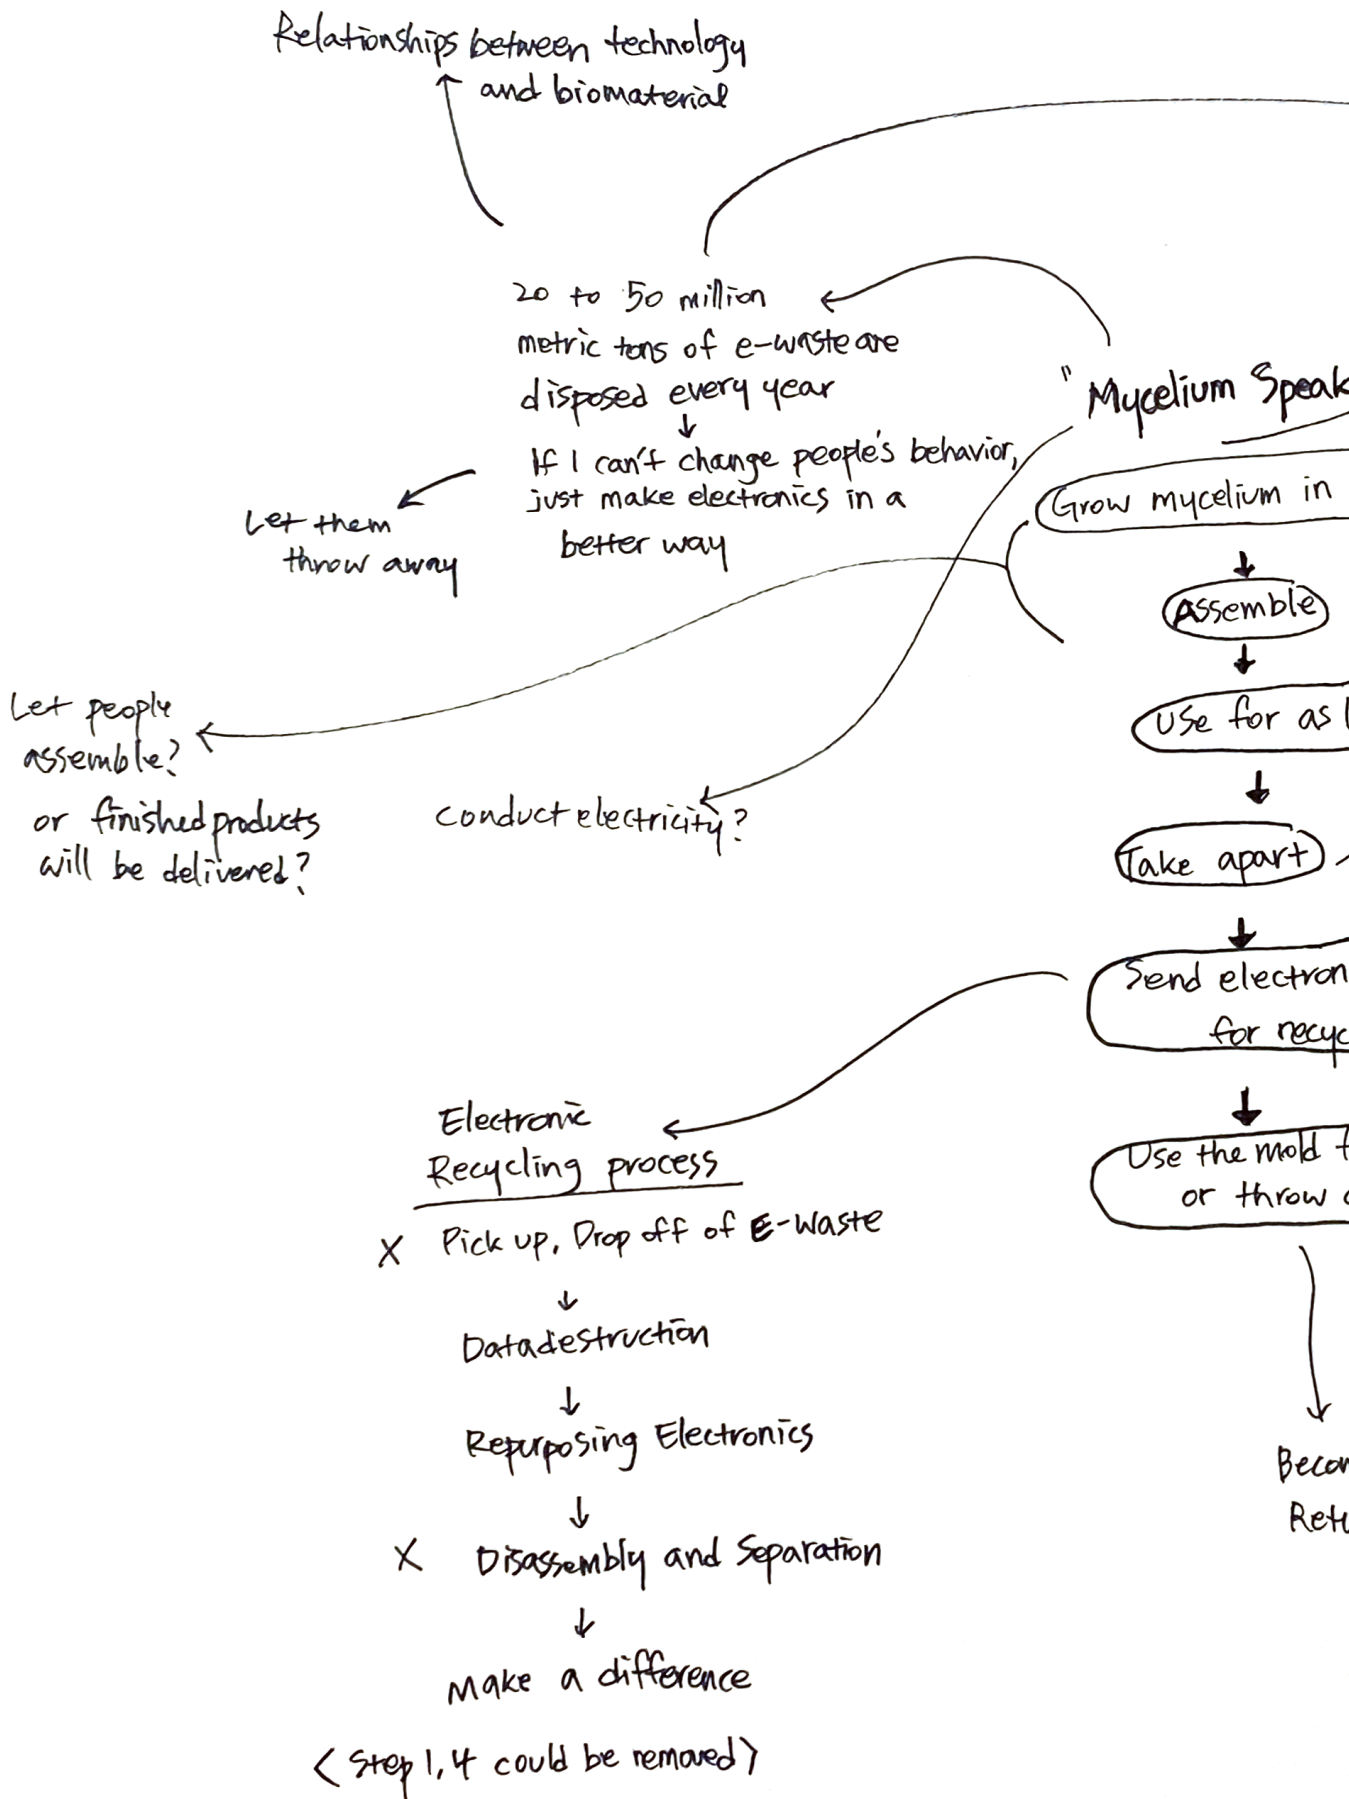 Relationships between technology
and biomaterial
20 to 50 million
metric tons of e-waste are
disposed every year
If I can't change people's behavior,
just make electronics in a
better way
Let them
throw away
Let people
assemble?
or finished products
will be delivered?
Conduct electricity?
"Mycelium Speak
Grow mycelium in
Assemble
Use for as l
Take apart
Send electron
for recyc
Use the mold f
or throw a
Becom
Retu
Electronic
Recycling process
X Pick up, Drop off of E-waste
Data destruction
Repurposing Electronics
X Disassembly and Separation
Make a difference
<Step 1, 4 could be removed>